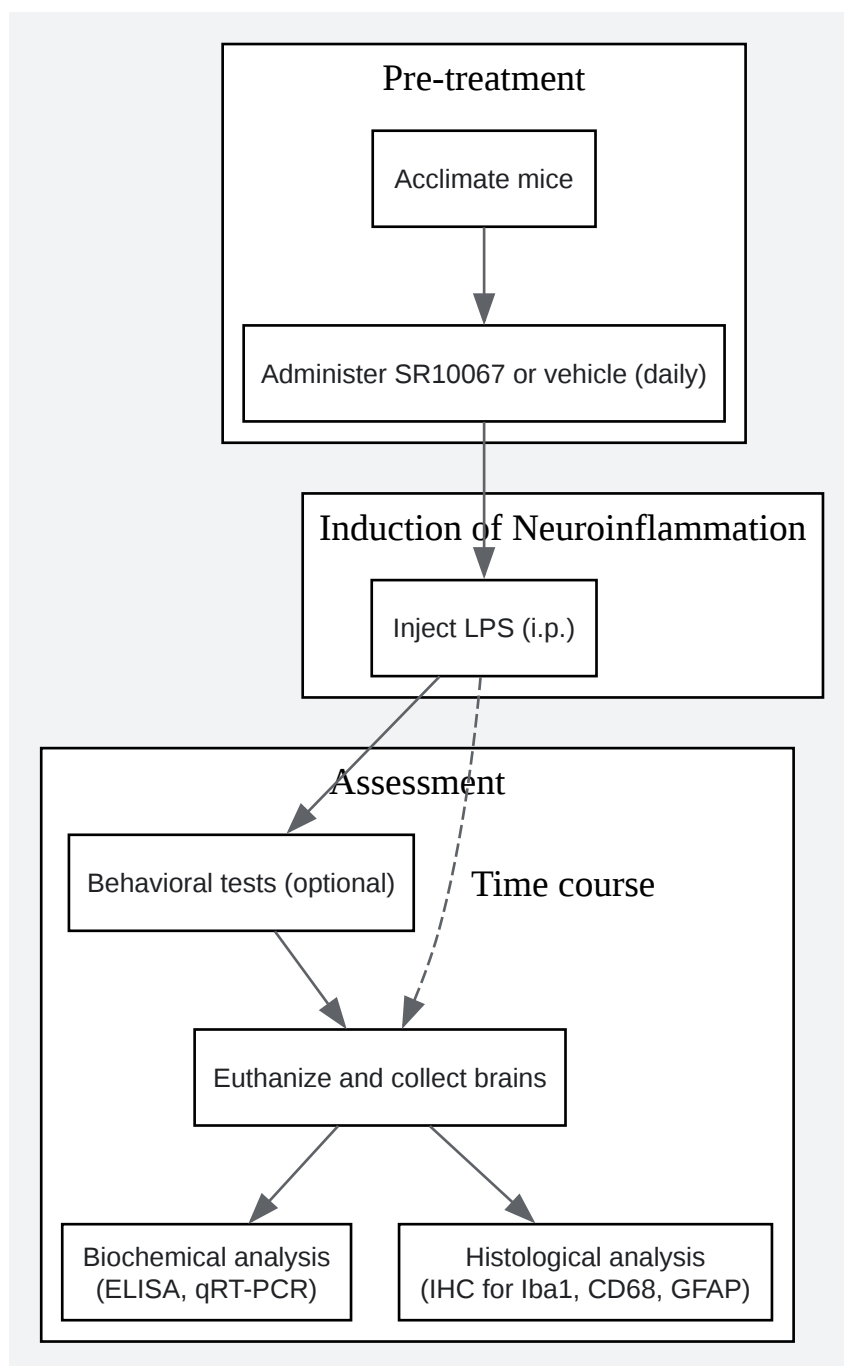 Pre-treatment
Acclimate mice
Administer SR10067 or vehicle (daily)
Induction of Neuroinflammation
Inject LPS (i.p.)
Assessment
Behavioral tests (optional)
Time course
Euthanize and collect brains
Biochemical analysis
(ELISA, qRT-PCR)
Histological analysis
(IHC for Iba1, CD68, GFAP)